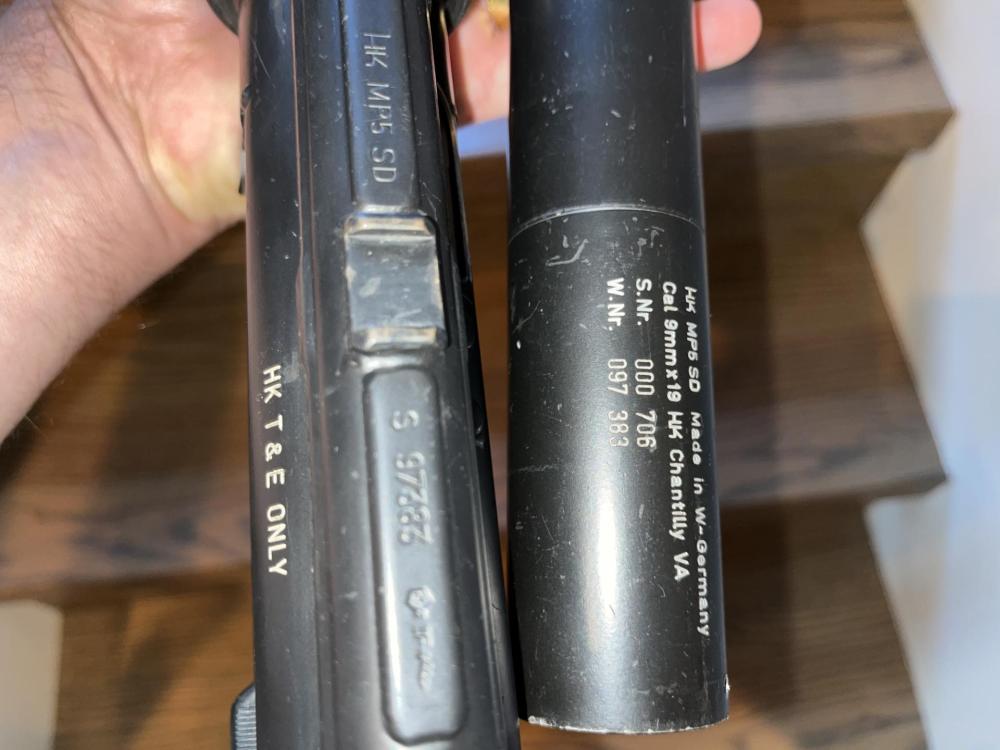 HK MP5 SD
S 97383
HK T & E ONLY
HK MP5 SD Made in W-Germany
Cal 9mm x 19 HK Chantilly VA
S.Nr. 000 706
W.Nr. 097 383